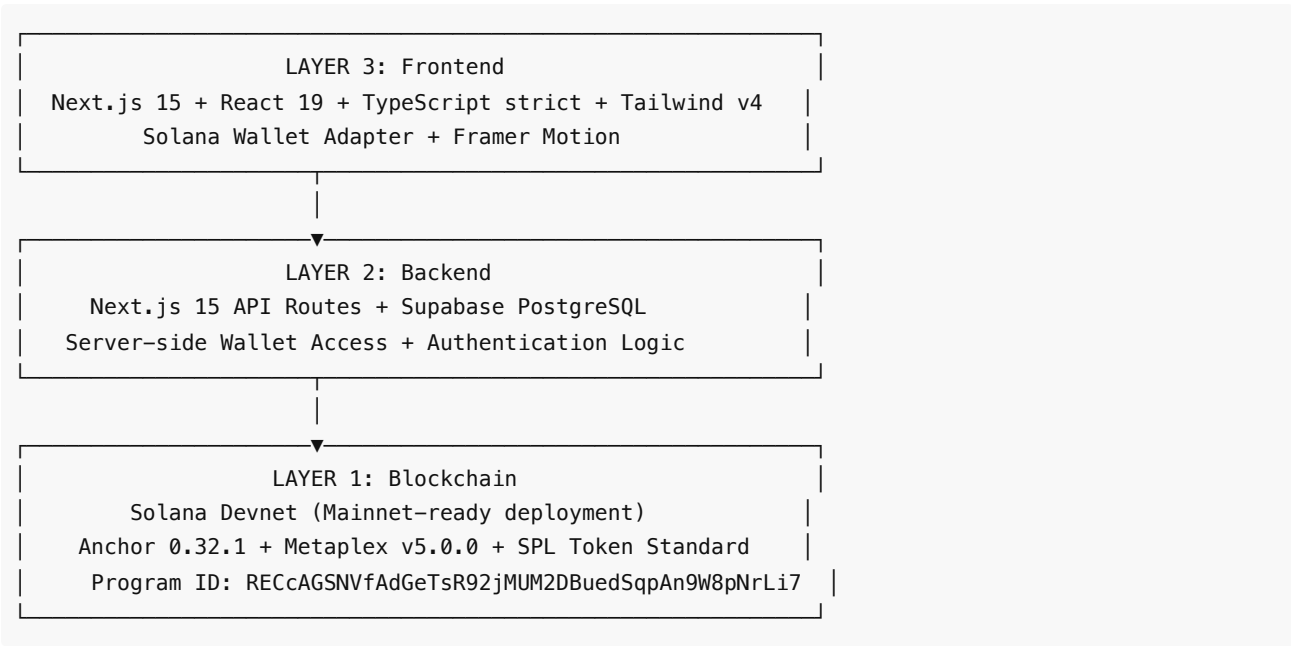 LAYER 3: Frontend
Next.js 15 + React 19 + TypeScript strict + Tailwind v4
Solana Wallet Adapter + Framer Motion
LAYER 2: Backend
Next.js 15 API Routes + Supabase PostgreSQL
Server-side Wallet Access + Authentication Logic
LAYER 1: Blockchain
Solana Devnet (Mainnet-ready deployment)
Anchor 0.32.1 + Metaplex v5.0.0 + SPL Token Standard
Program ID: RECcAGSNVfAdGeTsR92jMUM2DBuedSqpAn9W8pNrLi7